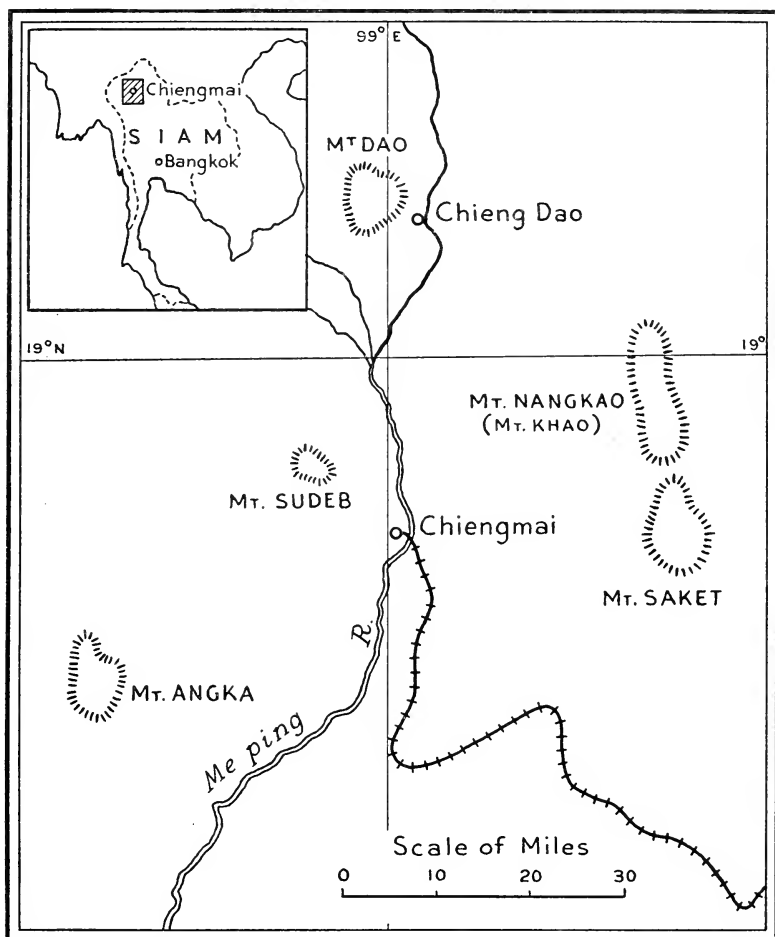 99° E
Chiengmai
SIAM
Bangkok
MT DAO
Chieng Dao
19°N
19°
MT. NANGKAO
(MT. KHAO)
MT. SUDEB
Chiengmai
MT. SAKET
R.
MT. ANGKA
Me ping
Scale of Miles
0 10 20 30